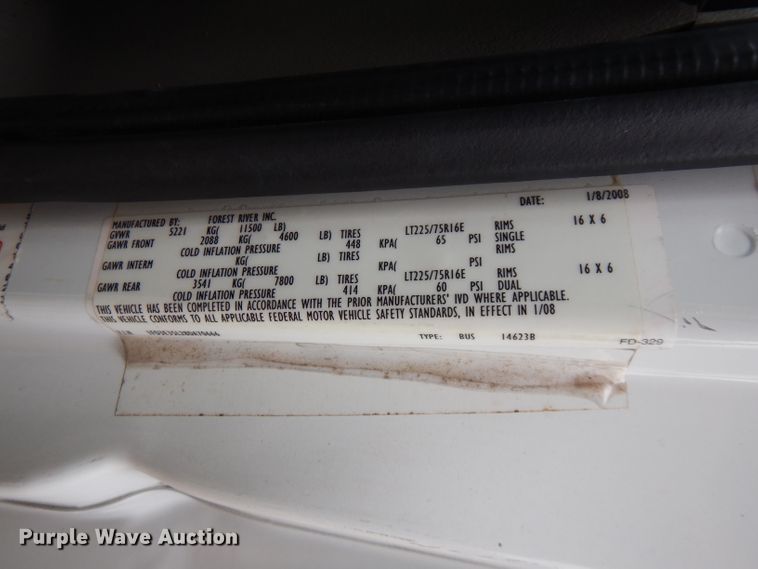 DATE: 1/8/2008
MANUFACTURED BY: FOREST RIVER INC.
GVWR 5221 KG( 11500 LB)
GAWR FRONT 2088 KG( 4600 LB) TIRES LT225/75R16E RIMS 16 X 6
COLD INFLATION PRESSURE 448 KPA( 65 PSI SINGLE
GAWR INTERM KG( LB) TIRES RIMS
COLD INFLATION PRESSURE KPA( PSI
GAWR REAR 3541 KG( 7800 LB) TIRES LT225/75R16E RIMS 16 X 6
COLD INFLATION PRESSURE 414 KPA( 60 PSI DUAL
THIS VEHICLE HAS BEEN COMPLETED IN ACCORDANCE WITH THE PRIOR MANUFACTURERS' IVD WHERE APPLICABLE.
THIS VEHICLE CONFORMS TO ALL APPLICABLE FEDERAL MOTOR VEHICLE SAFETY STANDARDS, IN EFFECT IN 1/08
TYPE: BUS 14623B FD-329
Purple Wave Auction